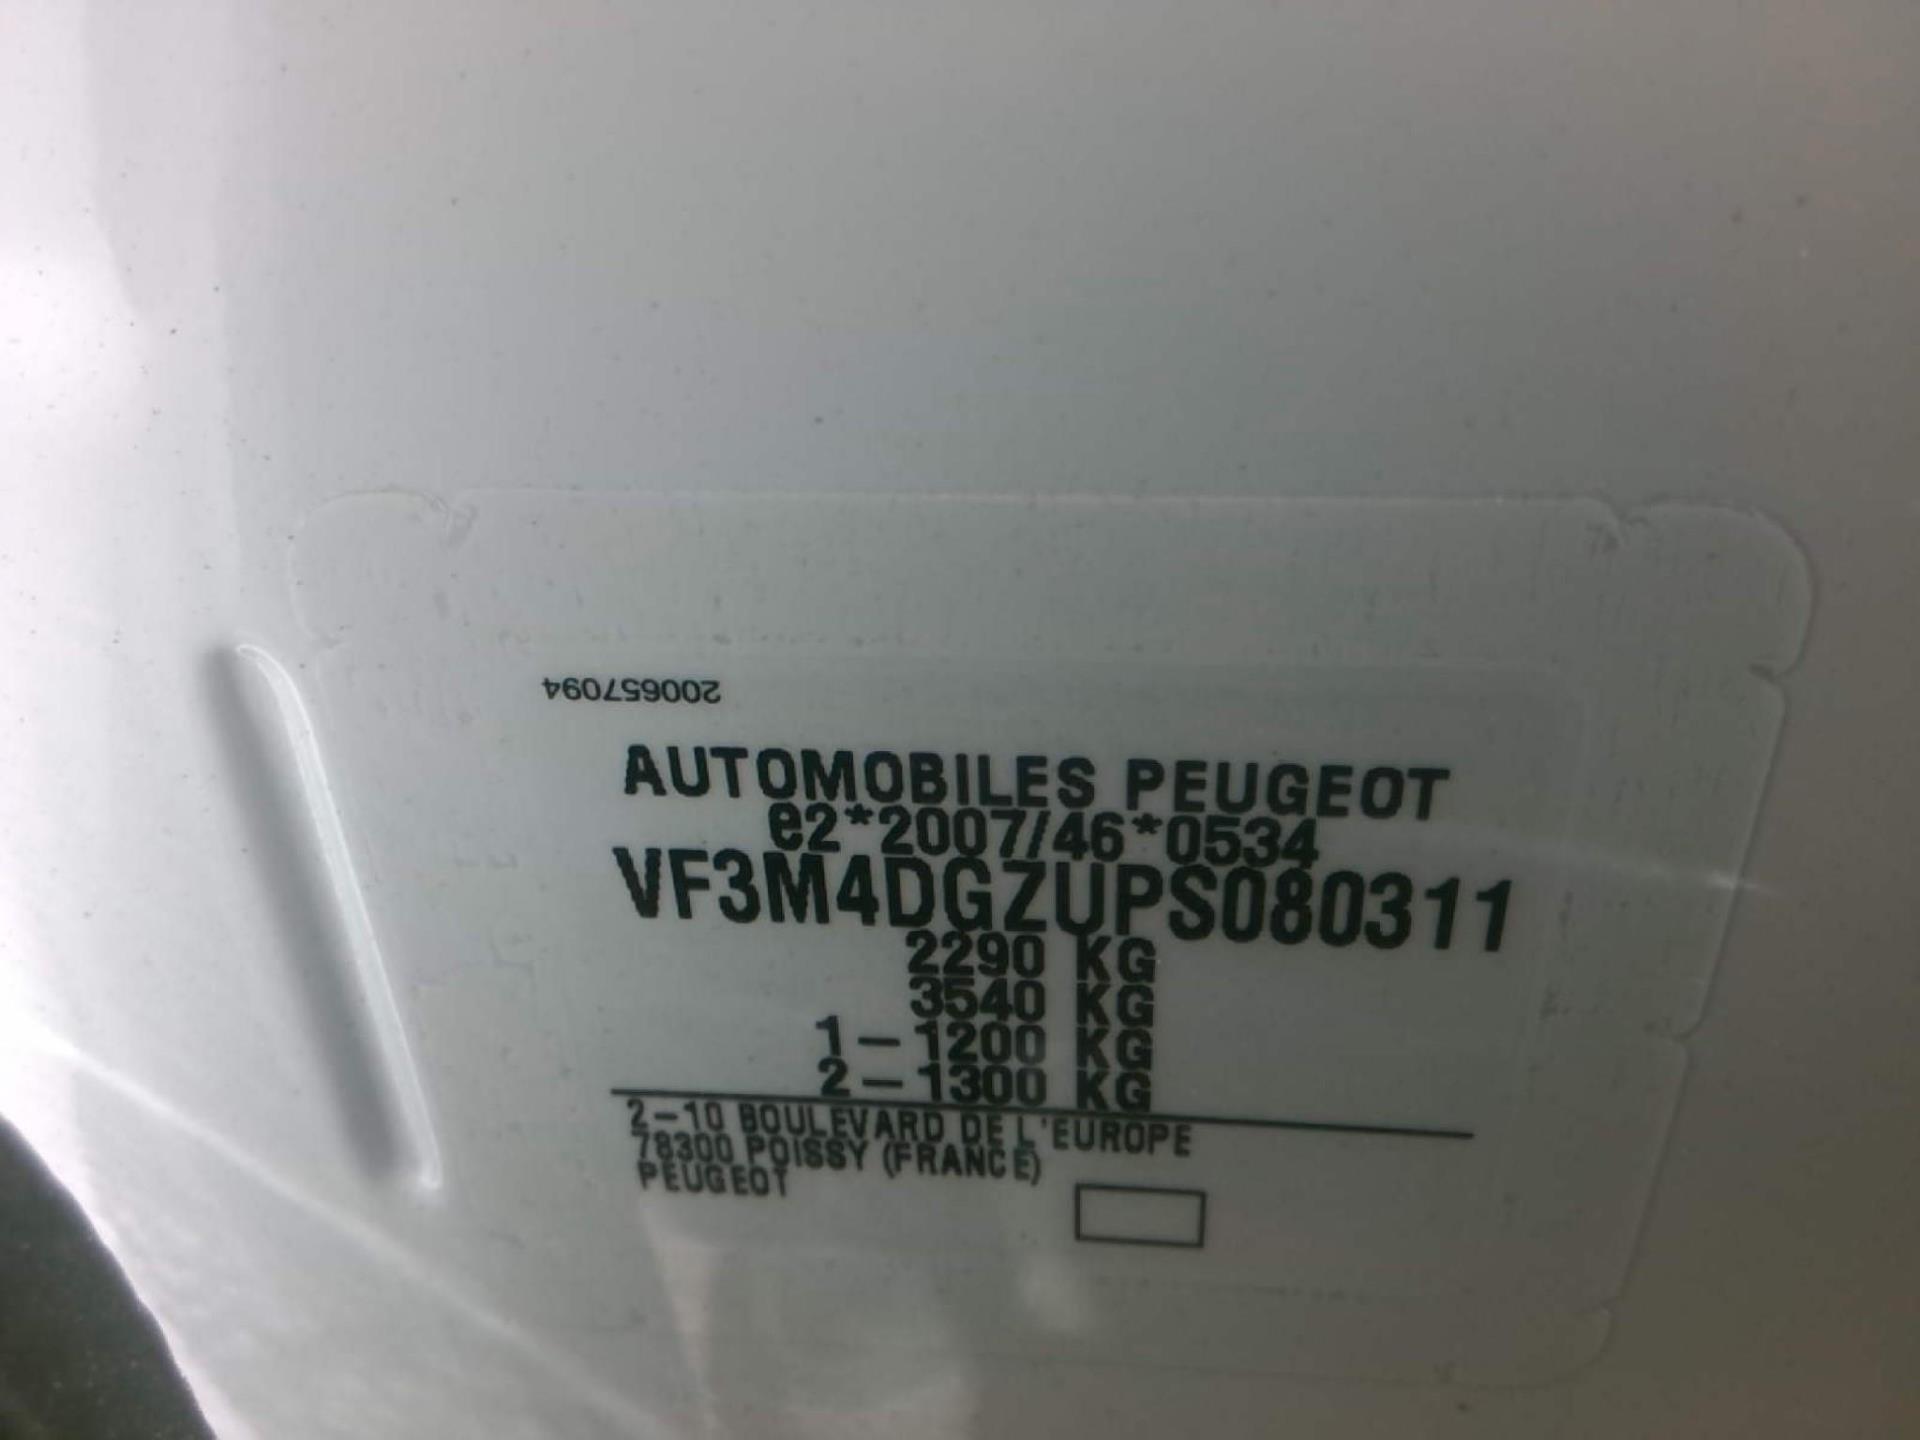 200657094
AUTOMOBILES PEUGEOT
e2*2007/46*0534
VF3M4DGZUPS080311
2290 KG
3540 KG
1-1200 KG
2-1300 KG
2-10 BOULEVARD DE L'EUROPE
78300 POISSY (FRANCE)
PEUGEOT